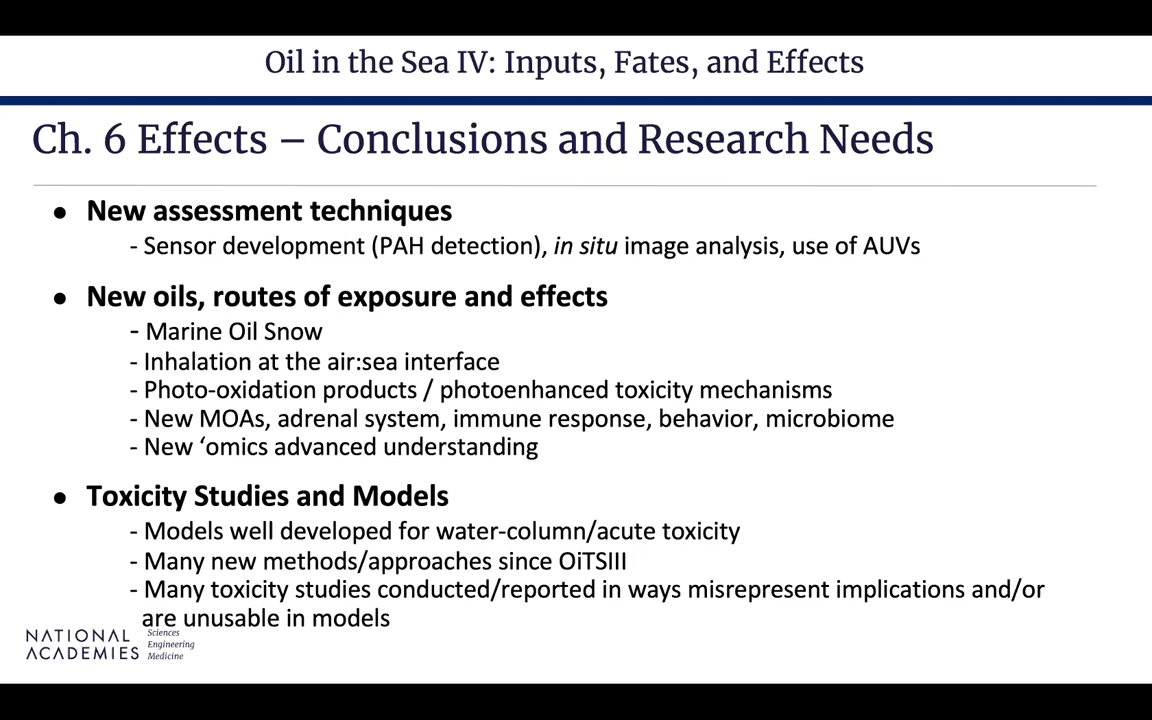 Oil in the Sea IV: Inputs, Fates, and Effects
Ch. 6 Effects – Conclusions and Research Needs
● New assessment techniques
- Sensor development (PAH detection), in situ image analysis, use of AUVs
● New oils, routes of exposure and effects
- Marine Oil Snow
- Inhalation at the air:sea interface
- Photo-oxidation products / photoenhanced toxicity mechanisms
- New MOAs, adrenal system, immune response, behavior, microbiome
- New ‘omics advanced understanding
● Toxicity Studies and Models
- Models well developed for water-column/acute toxicity
- Many new methods/approaches since OiTSIII
- Many toxicity studies conducted/reported in ways misrepresent implications and/or
are unusable in models
NATIONAL ACADEMIES
Sciences
Engineering
Medicine